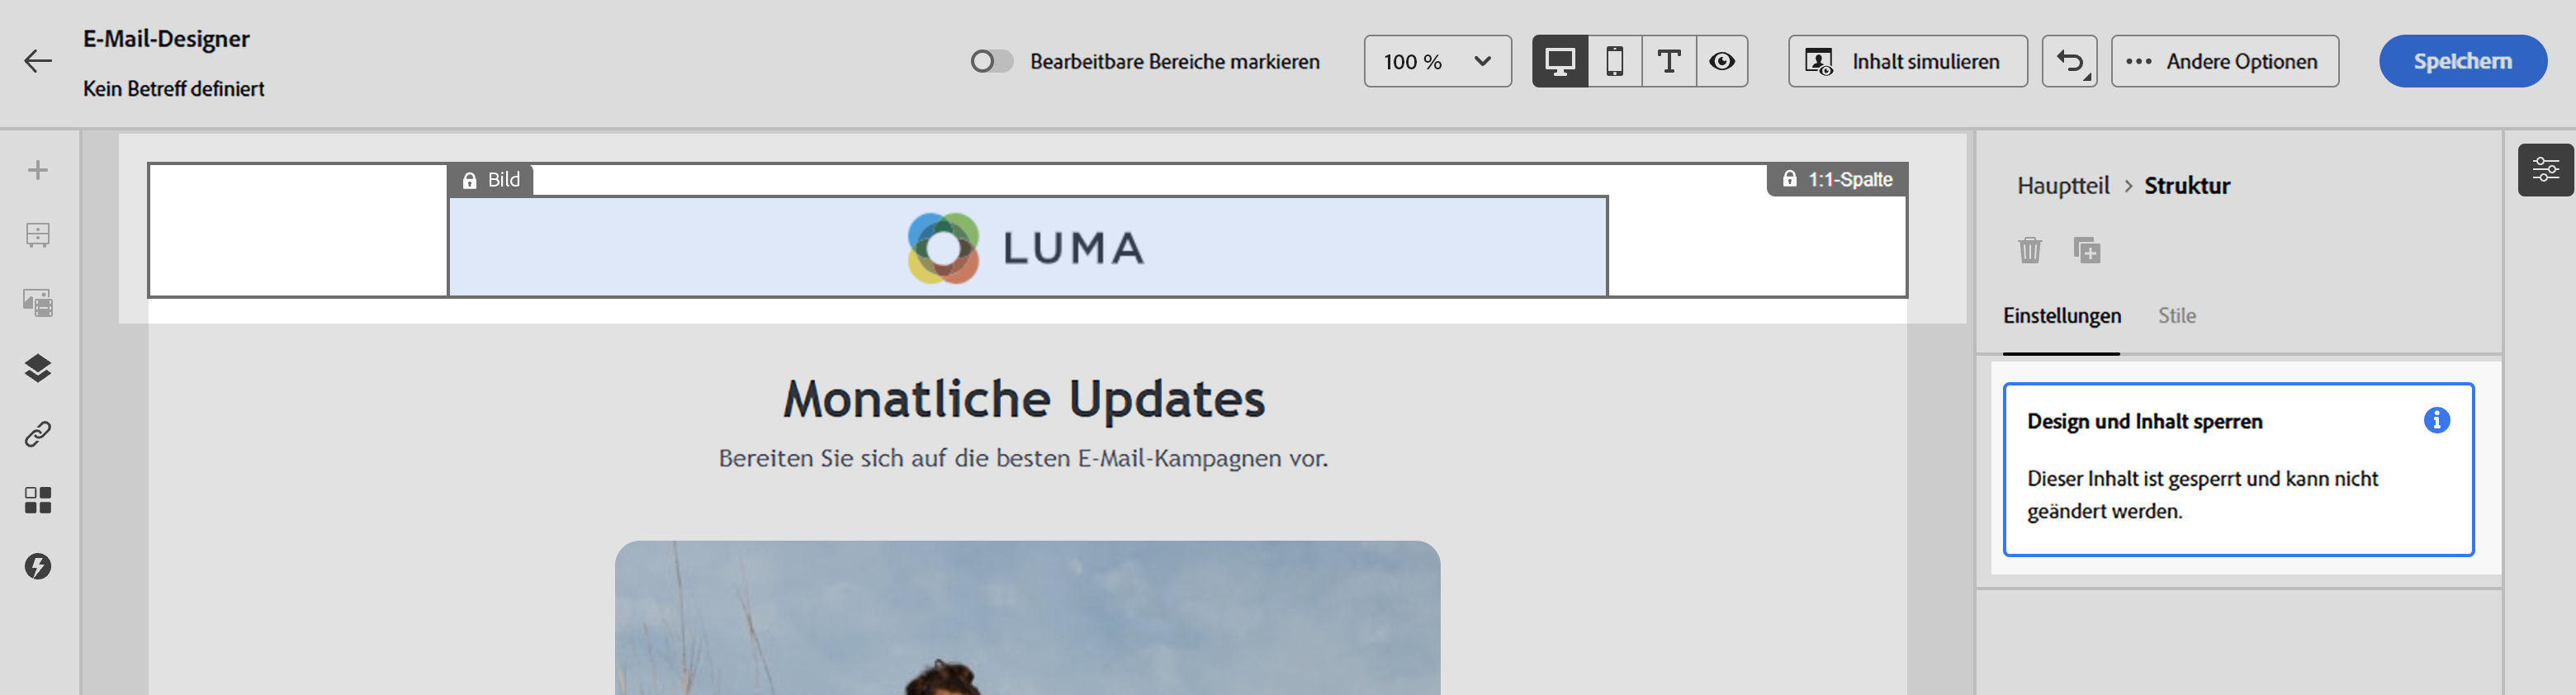 E-Mail-Designer
Kein Betreff definiert
Bearbeitbare Bereiche markieren
100 %
Inhalt simulieren
Andere Optionen
Speichern
Bild
1:1-Spalte
LUMA
Monatliche Updates
Bereiten Sie sich auf die besten E-Mail-Kampagnen vor.
Hauptteil > Struktur
Einstellungen
Stile
Design und Inhalt sperren
Dieser Inhalt ist gesperrt und kann nicht
geändert werden.